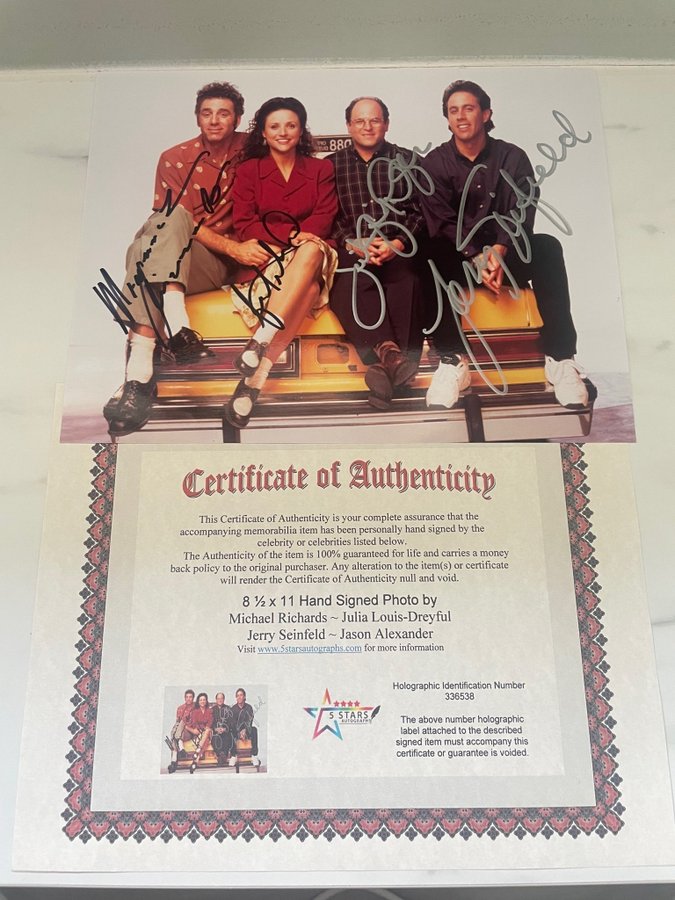 880
Jerry Seinfeld
Certificate of Authenticity
This Certificate of Authenticity is your complete assurance that the
accompanying memorabilia item has been personally hand signed by the
celebrity or celebrities listed below.
The Authenticity of the item is 100% guaranteed for life and carries a money
back policy to the original purchaser. Any alteration to the item(s) or certificate
will render the Certificate of Authenticity null and void.
8 ½ x 11 Hand Signed Photo by
Michael Richards ~ Julia Louis-Dreyful
Jerry Seinfeld ~ Jason Alexander
Visit www.5starsautographs.com for more information
Holographic Identification Number
336538
5 STARS
AUTOGRAPHS
The above number holographic
label attached to the described
signed item must accompany this
certificate or guarantee is voided.